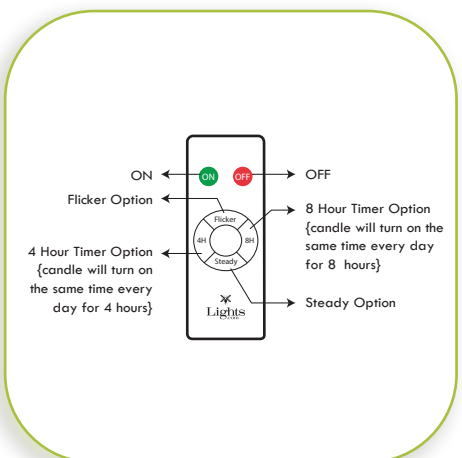 ON
Flicker Option
4 Hour Timer Option
{candle will turn on
the same time every
day for 4 hours}
ON
OFF
Flicker
4H
8H
Steady
Lights
.com
OFF
8 Hour Timer Option
{candle will turn on the
same time every day
for 8 hours}
Steady Option